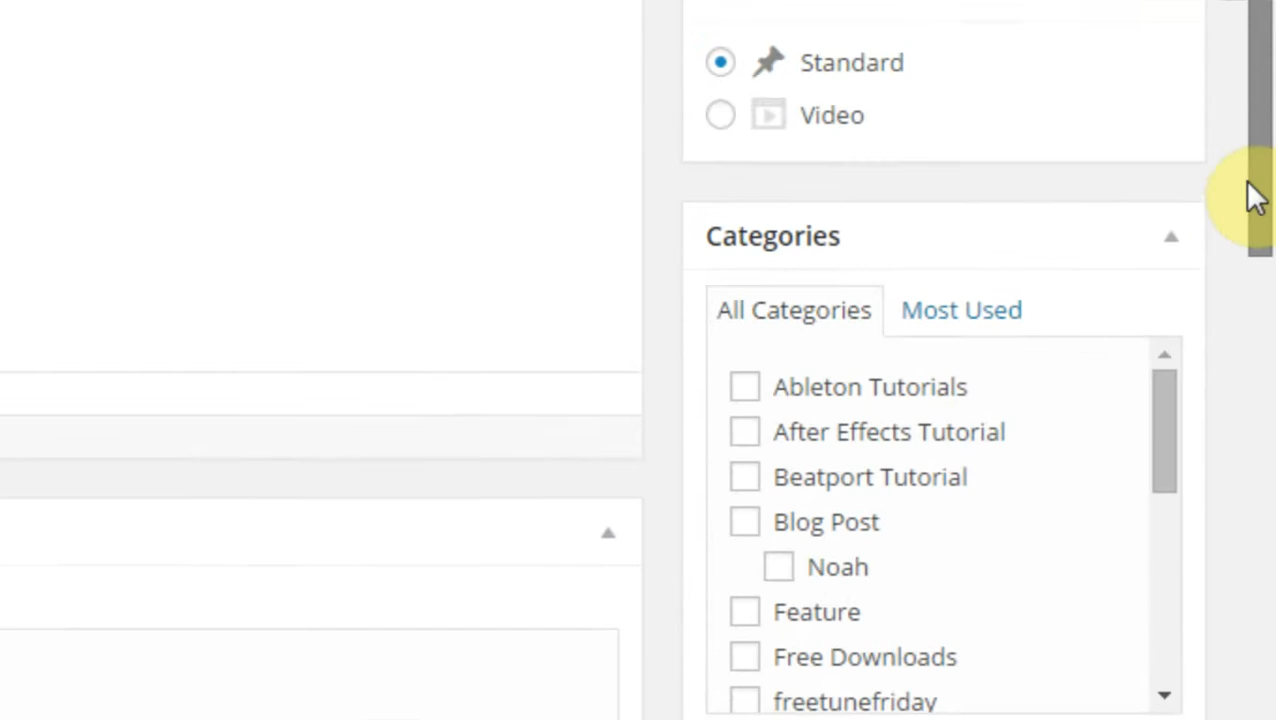 Standard
Video
Categories
All Categories Most Used
Ableton Tutorials
After Effects Tutorial
Beatport Tutorial
Blog Post
Noah
Feature
Free Downloads
freetunefriday